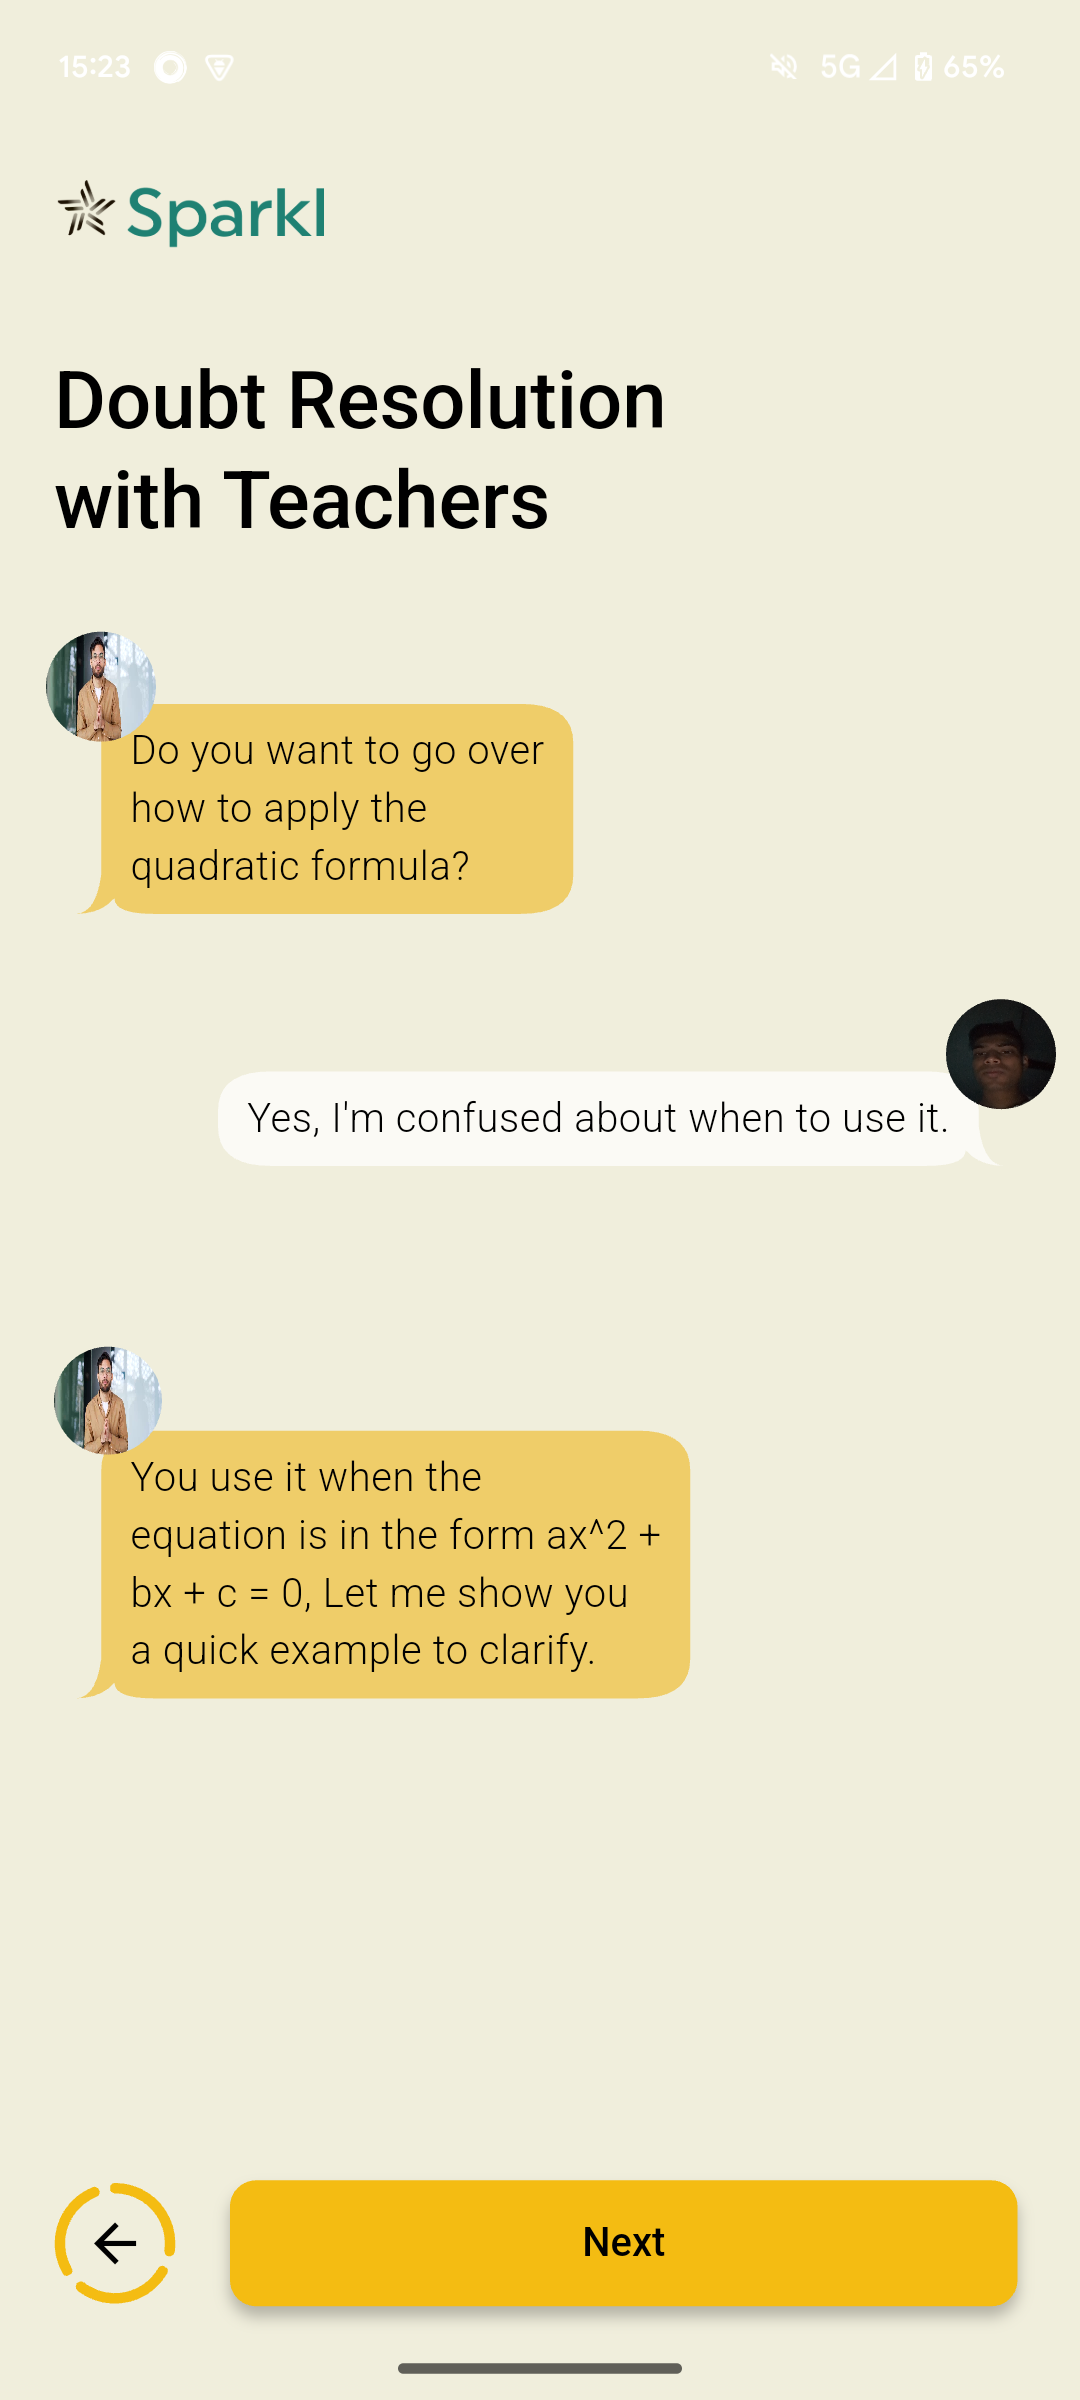 15:23 5G 65%
Sparkl
Doubt Resolution
with Teachers
Do you want to go over
how to apply the
quadratic formula?
Yes, I'm confused about when to use it.
You use it when the
equation is in the form ax^2 +
bx + c = 0, Let me show you
a quick example to clarify.
Next